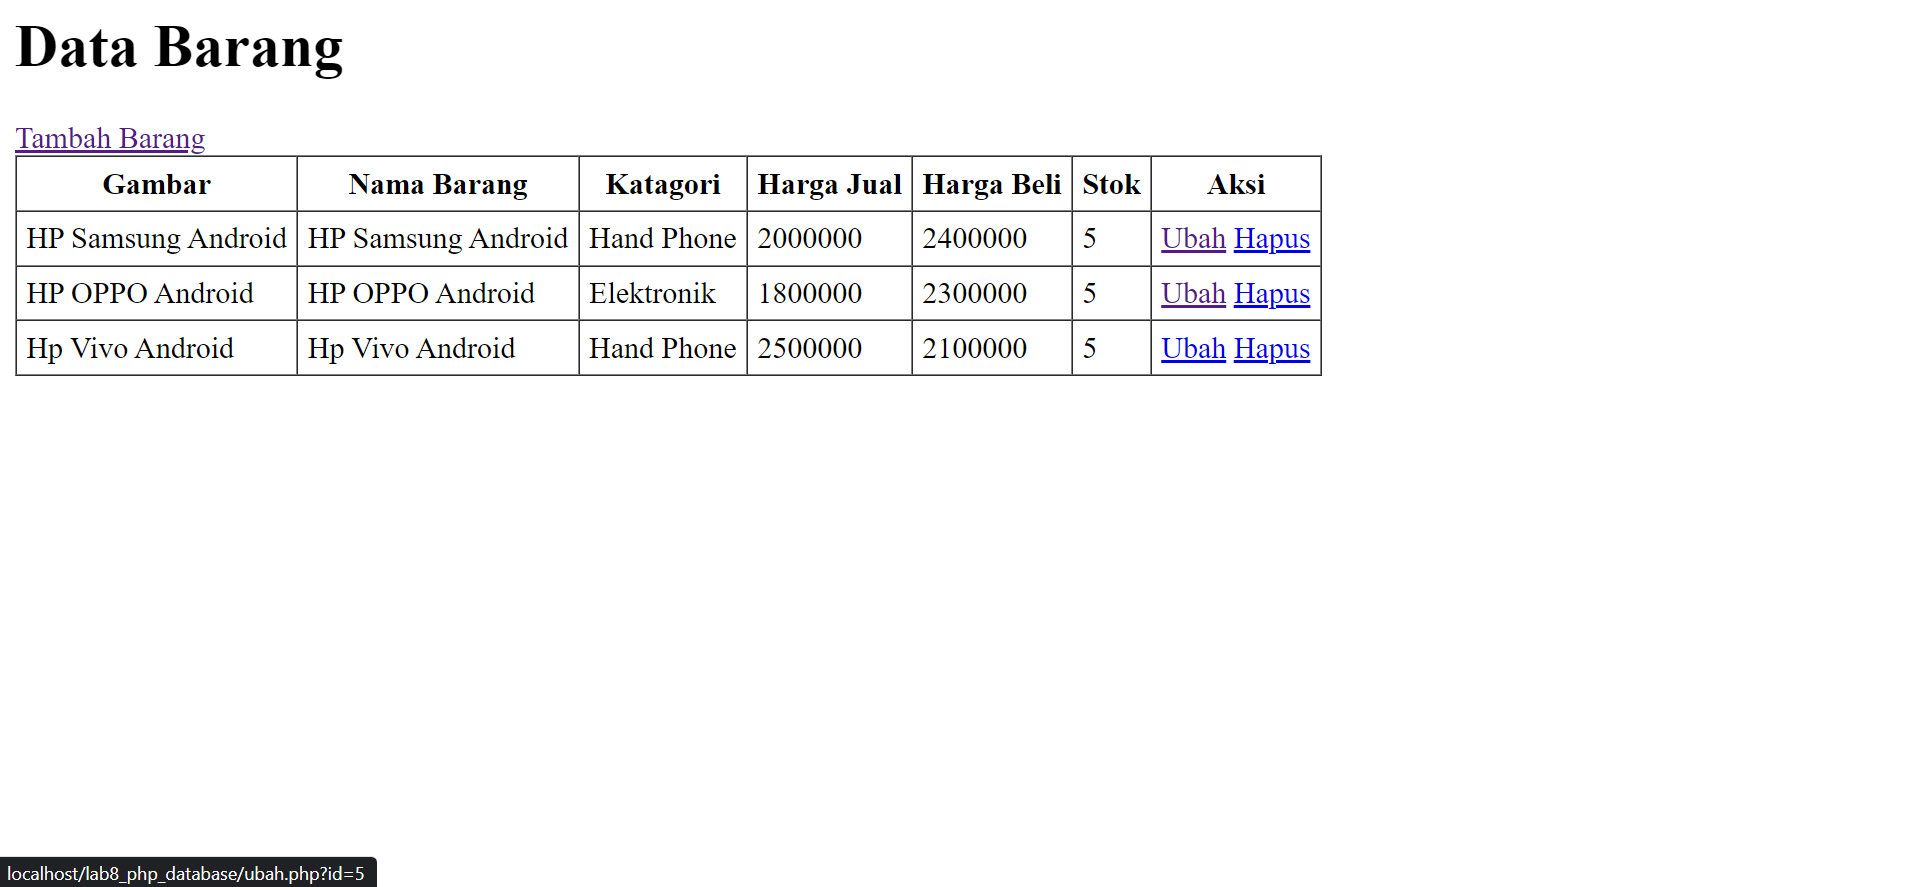 Data Barang
Tambah Barang
Gambar Nama Barang Katagori Harga Jual Harga Beli Stok Aksi
HP Samsung Android HP Samsung Android Hand Phone 2000000 2400000 5 Ubah Hapus
HP OPPO Android HP OPPO Android Elektronik 1800000 2300000 5 Ubah Hapus
Hp Vivo Android Hp Vivo Android Hand Phone 2500000 2100000 5 Ubah Hapus
localhost/lab8_php_database/ubah.php?id=5